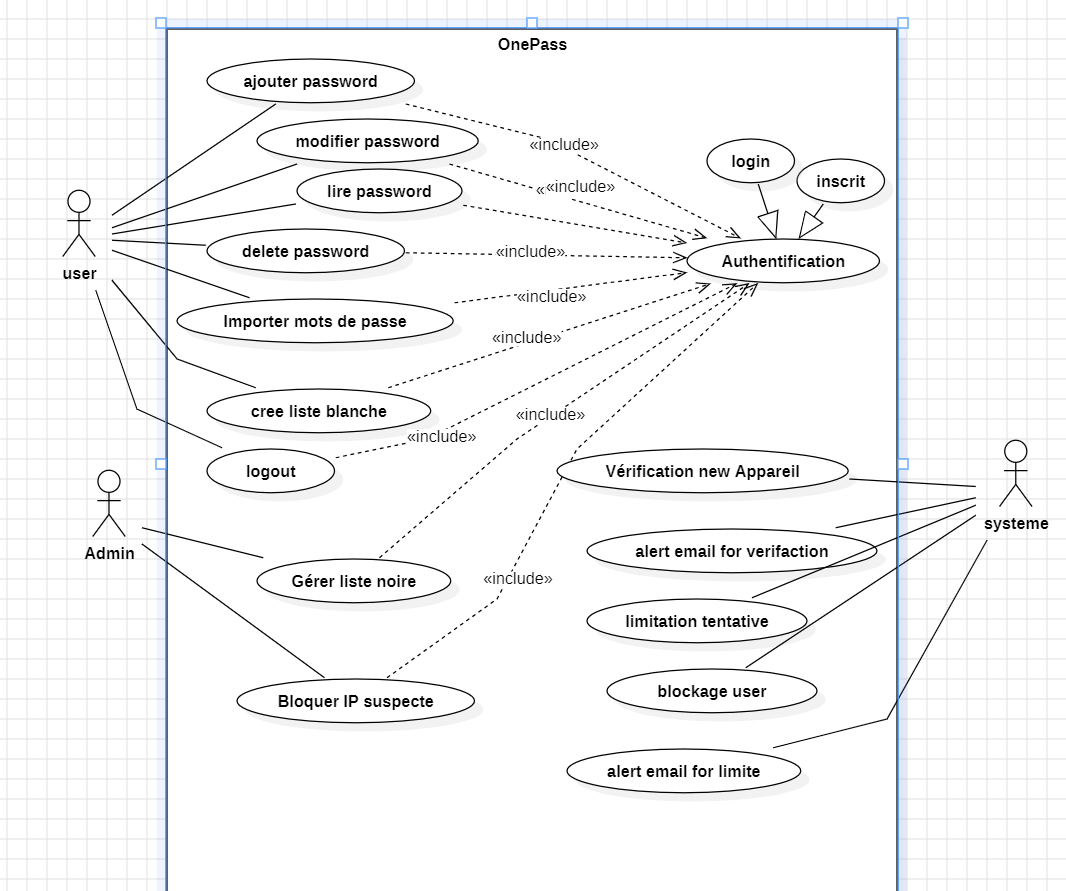 OnePass
ajouter password
modifier password
«include»
login
lire password
««include»
inscrit
user
delete password
«include»
Authentification
Importer mots de passe
«include»
«include»
cree liste blanche
«include»
«include»
logout
Vérification new Appareil
systeme
Admin
alert email for verifaction
Gérer liste noire
«include»
limitation tentative
Bloquer IP suspecte
blockage user
alert email for limite